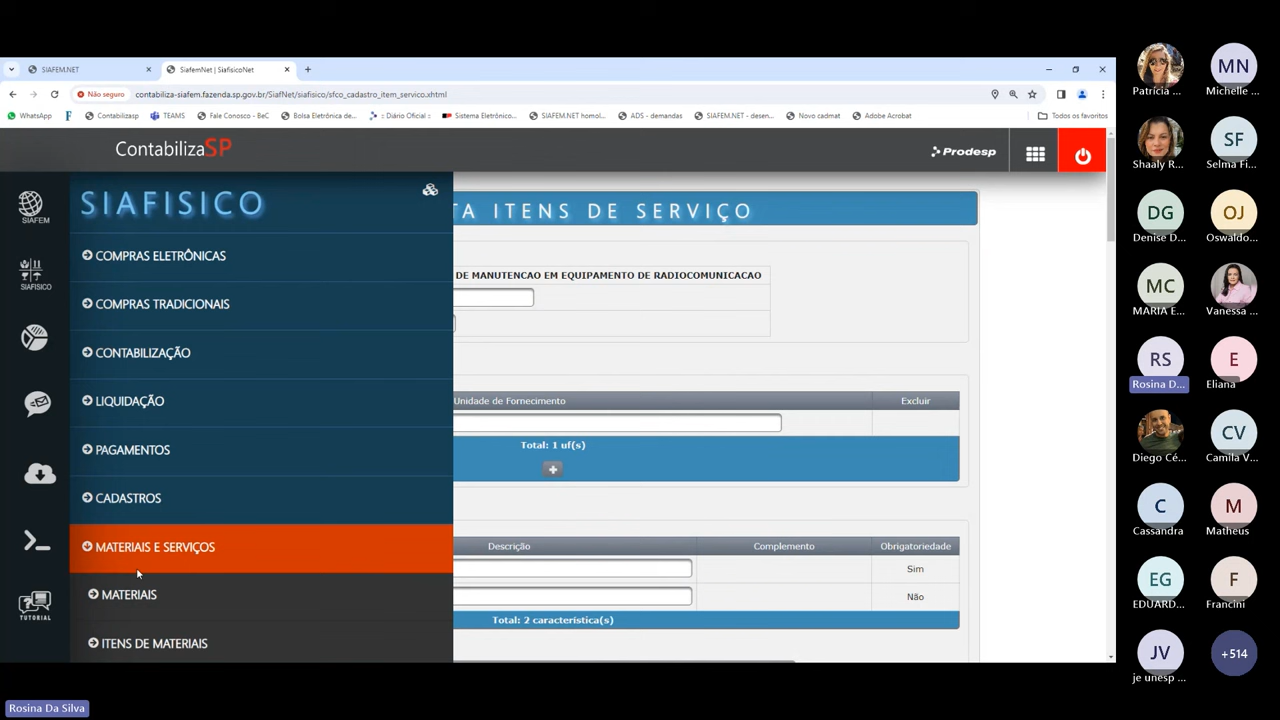 SIAFEM.NET
SiafemNet | SiafisicoNet
Não seguro
contabiliza-siafem.fazenda.sp.gov.br/SiafNet/siafisico/sfco_cadastro_item_servico.xhtml
WhatsApp
Contabilizasp
TEAMS
Fale Conosco - BeC
Bolsa Eletrônica de...
:: Diário Oficial ::
Sistema Eletrônico...
SIAFEM.NET homol...
ADS - demandas
SIAFEM.NET - desen...
Novo cadmat
Adobe Acrobat
Todos os favoritos
ContabilizaSP
Prodesp
SIAFEM
SIAFISICO
TUTORIAL
SIAFISICO
COMPRAS ELETRÔNICAS
COMPRAS TRADICIONAIS
CONTABILIZAÇÃO
LIQUIDAÇÃO
PAGAMENTOS
CADASTROS
MATERIAIS E SERVIÇOS
MATERIAIS
ITENS DE MATERIAIS
TA ITENS DE SERVIÇO
DE MANUTENCAO EM EQUIPAMENTO DE RADIOCOMUNICACAO
Unidade de Fornecimento
Excluir
Total: 1 uf(s)
Descrição
Complemento
Obrigatoriedade
Sim
Não
Total: 2 característica(s)
Patrícia ...
MN
Michelle ...
Shaaly R...
SF
Selma Fi...
DG
Denise D...
OJ
Oswaldo...
MC
MARIA E...
Vanessa ...
RS
Rosina D...
E
Eliana
Diego Cé...
CV
Camila V...
C
Cassandra
M
Matheus
EG
EDUARD...
F
Francini
JV
je unesp ...
+514
Rosina Da Silva